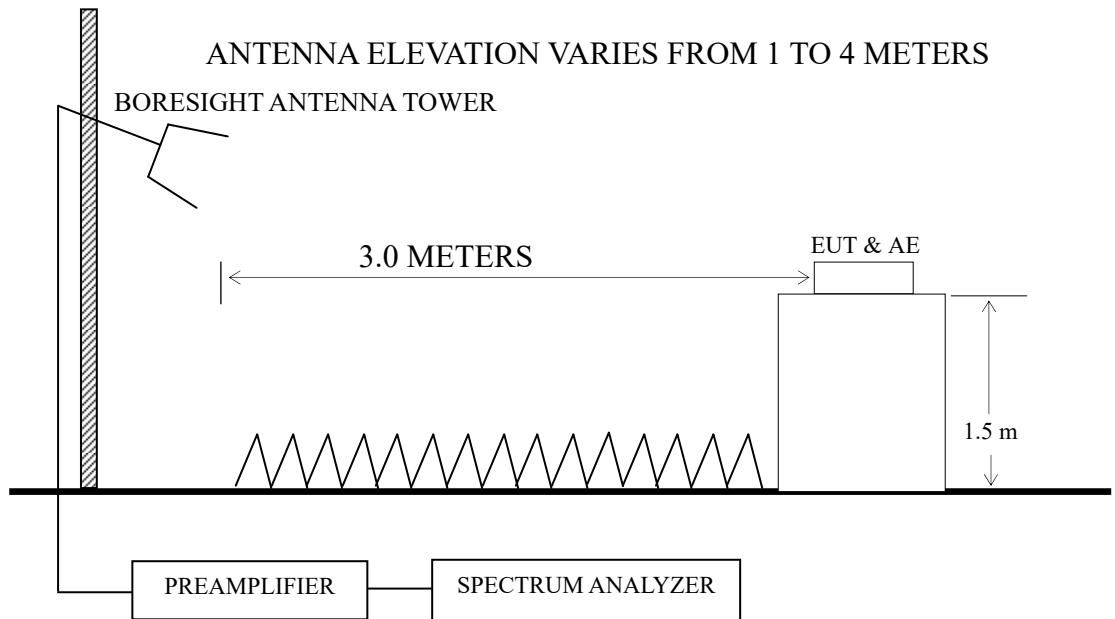 ANTENNA ELEVATION VARIES FROM 1 TO 4 METERS
BORESIGHT ANTENNA TOWER
EUT & AE
3.0 METERS
1.5 m
PREAMPLIFIER
SPECTRUM ANALYZER